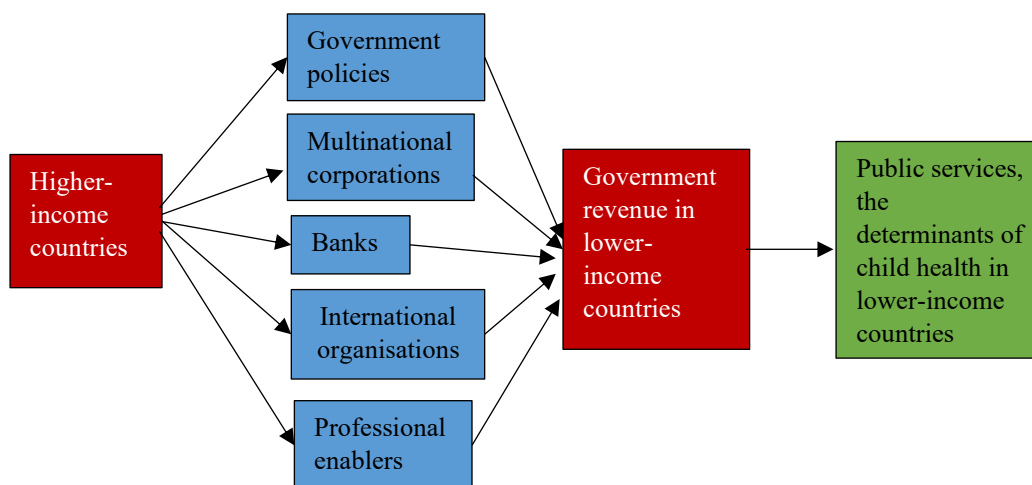 Higher-
income
countries
Government
policies
Multinational
corporations
Banks
International
organisations
Professional
enablers
Government
revenue in
lower-
income
countries
Public services,
the
determinants of
child health in
lower-income
countries